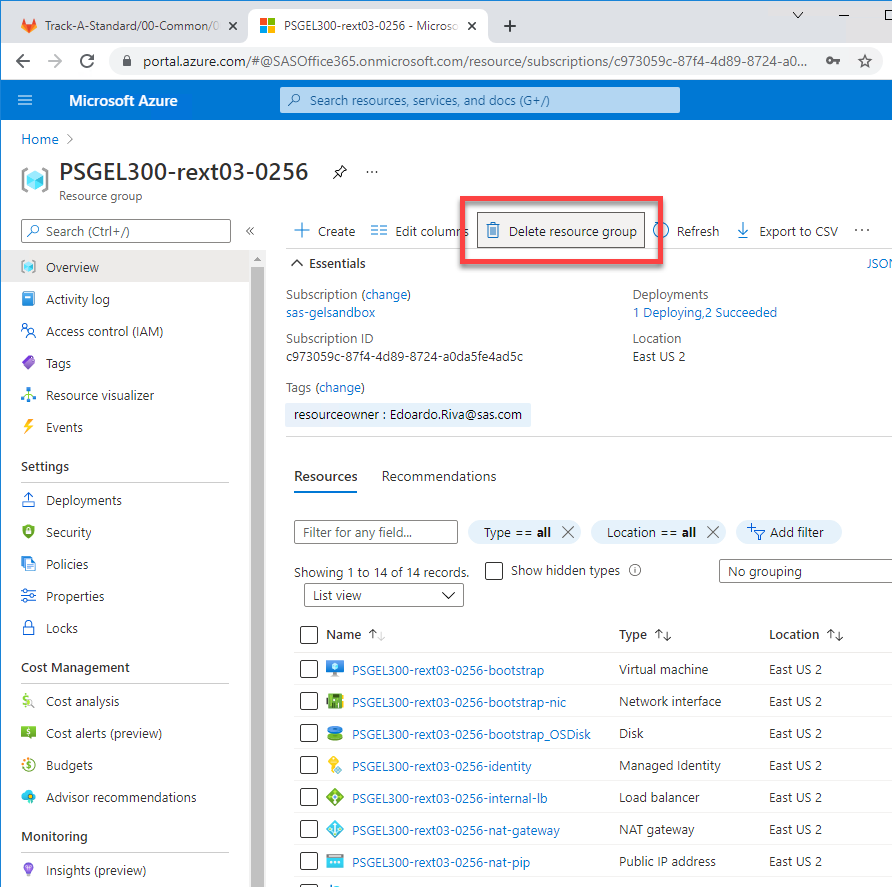 Track-A-Standard/00-Common/0
PSGEL300-rext03-0256 - Microso
portal.azure.com/#@SASOffice365.onmicrosoft.com/resource/subscriptions/c973059c-87f4-4d89-8724-a0...
Microsoft Azure
Search resources, services, and docs (G+/)
Home
PSGEL300-rext03-0256
...
Resource group
Search (Ctrl+/)
«
Create
Edit columns
Delete resource group
Refresh
Export to CSV
...
Overview
Activity log
Access control (IAM)
Tags
Resource visualizer
Events
Settings
Deployments
Security
Policies
Properties
Locks
Cost Management
Cost analysis
Cost alerts (preview)
Budgets
Advisor recommendations
Monitoring
Insights (preview)
Essentials
JSON
Subscription (change)
sas-gelsandbox
Subscription ID
c973059c-87f4-4d89-8724-a0da5fe4ad5c
Deployments
1 Deploying,2 Succeeded
Location
East US 2
Tags (change)
resourceowner : Edoardo.Riva@sas.com
Resources Recommendations
Filter for any field...
Type == all
Location == all
Add filter
Showing 1 to 14 of 14 records.
Show hidden types
No grouping
List view
Name Type Location
PSGEL300-rext03-0256-bootstrap Virtual machine East US 2
PSGEL300-rext03-0256-bootstrap-nic Network interface East US 2
PSGEL300-rext03-0256-bootstrap_OSDisk Disk East US 2
PSGEL300-rext03-0256-identity Managed Identity East US 2
PSGEL300-rext03-0256-internal-lb Load balancer East US 2
PSGEL300-rext03-0256-nat-gateway NAT gateway East US 2
PSGEL300-rext03-0256-nat-pip Public IP address East US 2